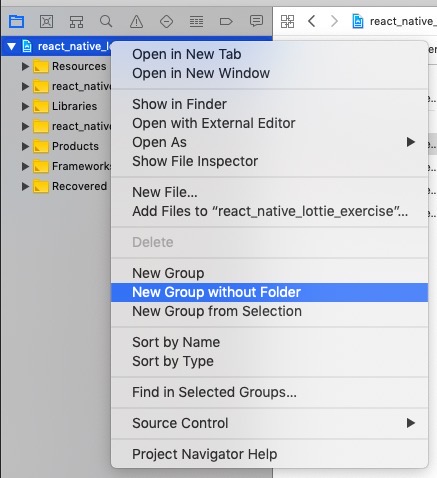 react_native_
react_native_lo
Open in New Tab
Open in New Window
Resources
react_native
Show in Finder
Libraries
Open with External Editor
react_native
Open As
Products
Show File Inspector
Frameworks
Recovered
New File...
Add Files to “react_native_lottie_exercise”...
Delete
New Group
New Group without Folder
New Group from Selection
Sort by Name
Sort by Type
Find in Selected Groups...
Source Control
Project Navigator Help